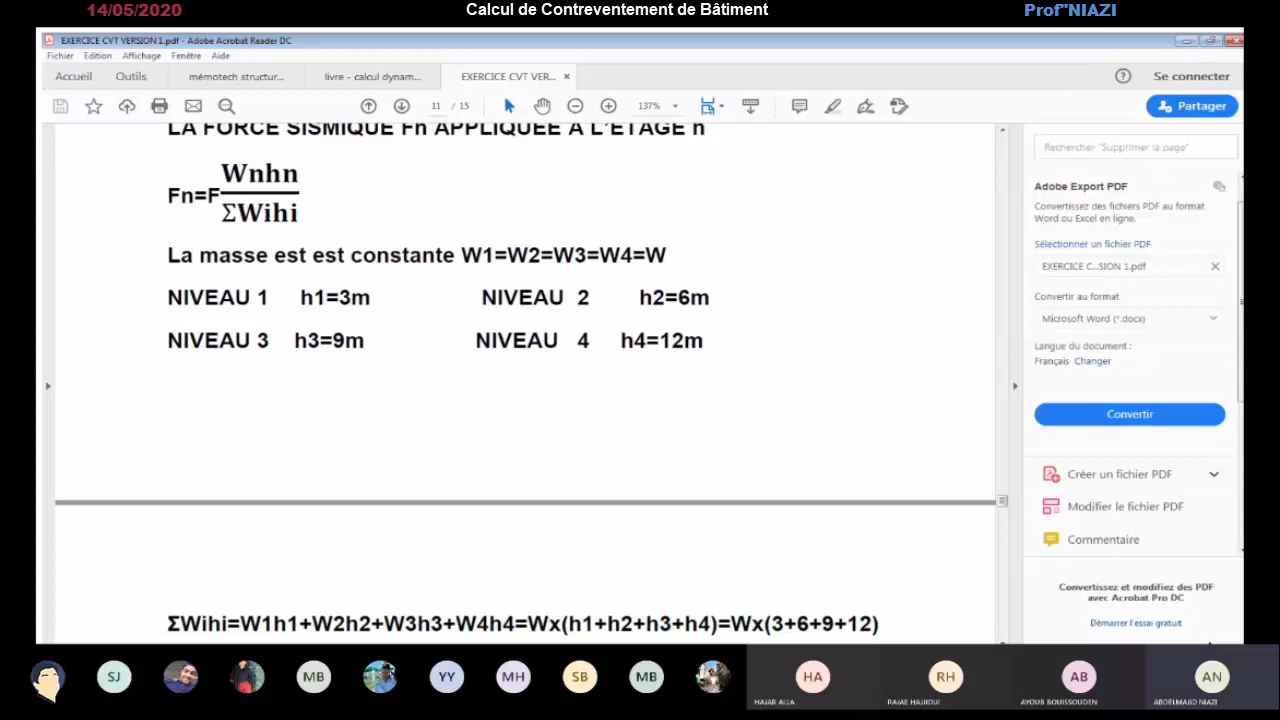 14/05/2020
Calcul de Contreventement de Bâtiment
Prof"NIAZI
EXERCICE CVT VERSION 1.pdf - Adobe Acrobat Reader DC
Fichier Edition Affichage Fenêtre Aide
Accueil Outils mémotech structur... livre - calcul dynam... EXERCICE CVT VER... × Se connecter
11 / 15 137% Partager
LA FORCE SISMIQUE Fn APPLIQUEE A L'ETAGE n
Wnhn
Fn=F
ΣWihi
La masse est est constante W1=W2=W3=W4=W
NIVEAU 1 h1=3m NIVEAU 2 h2=6m
NIVEAU 3 h3=9m NIVEAU 4 h4=12m
ΣWihi=W1h1+W2h2+W3h3+W4h4=Wx(h1+h2+h3+h4)=Wx(3+6+9+12)
Rechercher "Supprimer la page"
Adobe Export PDF
Convertissez des fichiers PDF au format
Word ou Excel en ligne.
Sélectionner un fichier PDF
EXERCICE C...SION 1.pdf ×
Convertir au format
Microsoft Word (*.docx)
Langue du document :
Français Changer
Convertir
Créer un fichier PDF
Modifier le fichier PDF
Commentaire
Convertissez et modifiez des PDF
avec Acrobat Pro DC
Démarrer l'essai gratuit
SJ MB YY MH SB MB HA RH AB AN
HAJAR ALLA RAJAE HAJIOUI AYOUB BOUISSOUDEN ABDELMAJID NIAZI